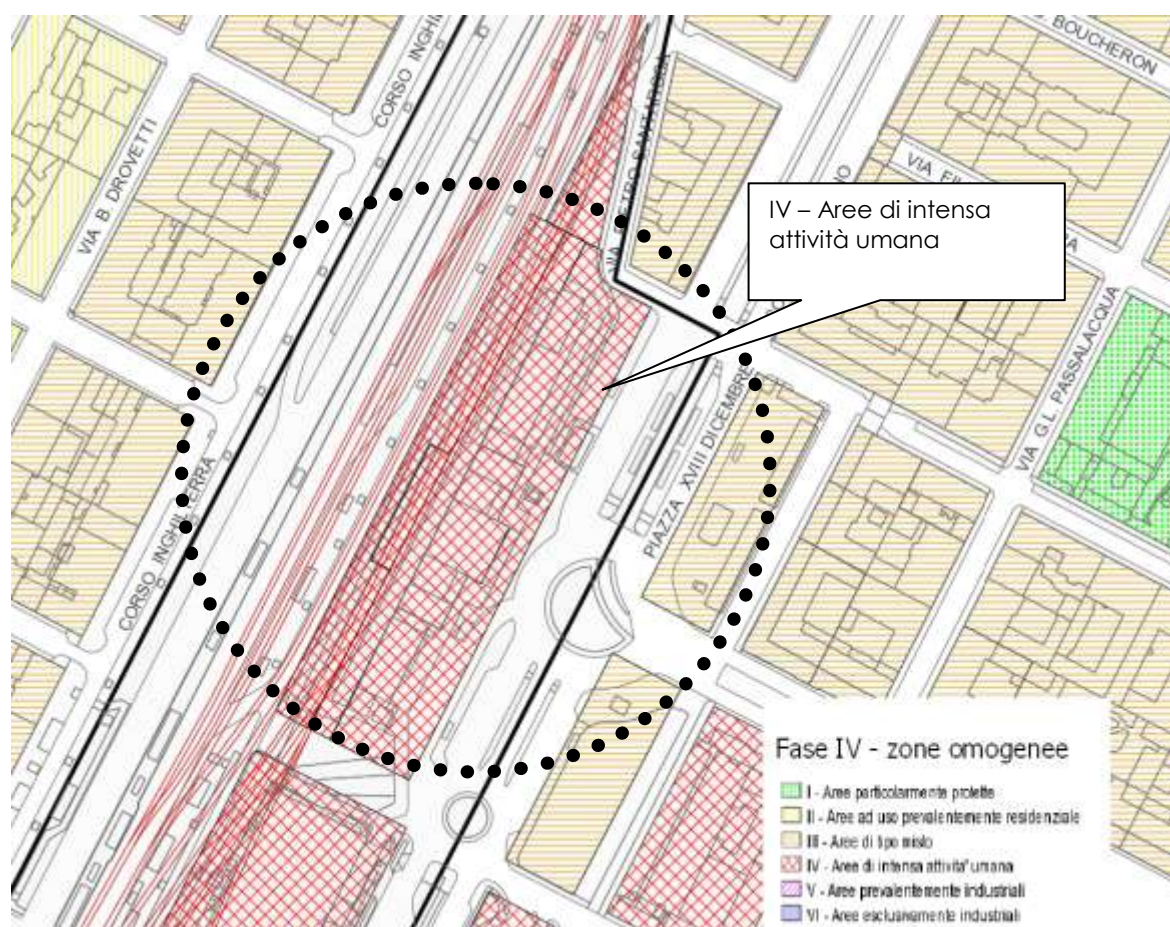 BOUCHERON
CORSO INGHI
VIA B DROVETTI
VIA
IV – Aree di intensa
attività umana
VIA G.L. PASSALACQUA
PIAZZA XVIII DICEMBRE
CORSO INGHILTERRA
CORSO INGHILTERRA
Fase IV - zone omogenee
I - Aree particolarmente protette
II - Aree ad uso prevalentemente residenziale
III - Aree di tipo misto
IV - Aree di intensa attivita' umana
V - Aree prevalentemente industriali
VI - Aree esclusivamente industriali